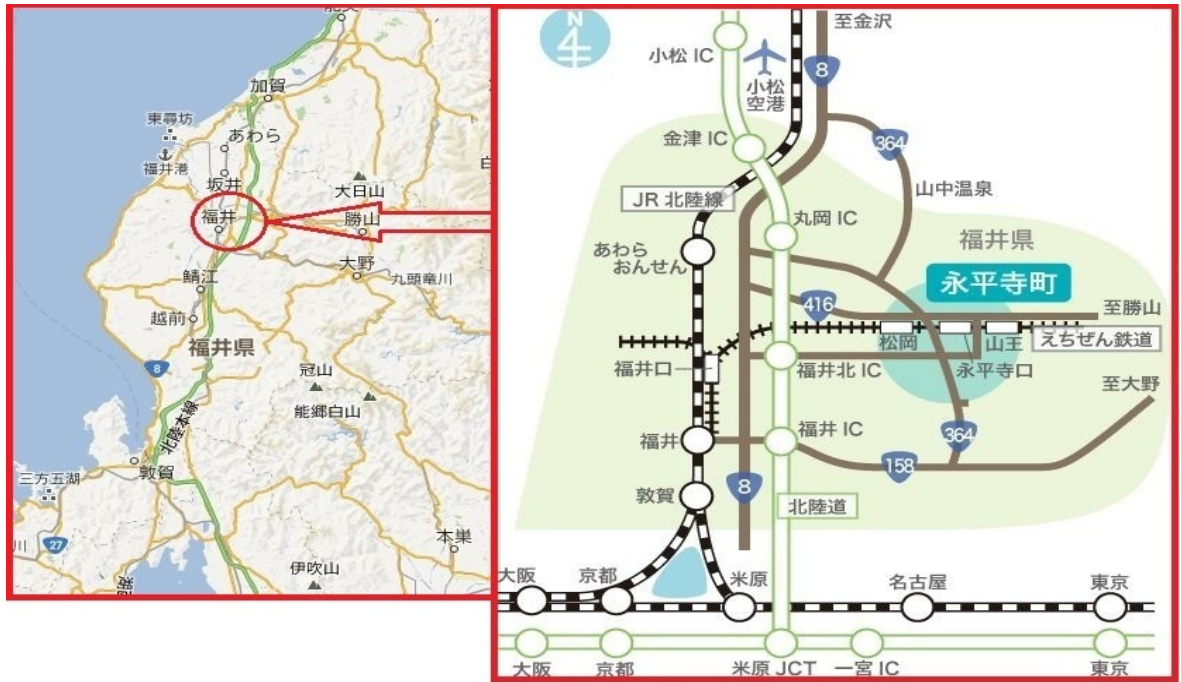 能美
加賀
東尋坊
あわら
福井港
坂井
大日山
福井
勝山
大野
九頭竜川
鯖江
越前
福井県
8
冠山
能郷白山
北陸本線
敦賀
三方五湖
本巣
川
27
伊吹山
N
至金沢
小松 IC
小松
空港
8
金津 IC
364
山中温泉
JR 北陸線
丸岡 IC
福井県
あわら
おんせん
永平寺町
416
至勝山
松岡
山王
えちぜん鉄道
福井口
福井北 IC
永平寺口
至大野
福井
福井 IC
364
158
敦賀
8
北陸道
大阪
京都
米原
名古屋
東京
大阪
京都
米原 JCT
一宮 IC
東京